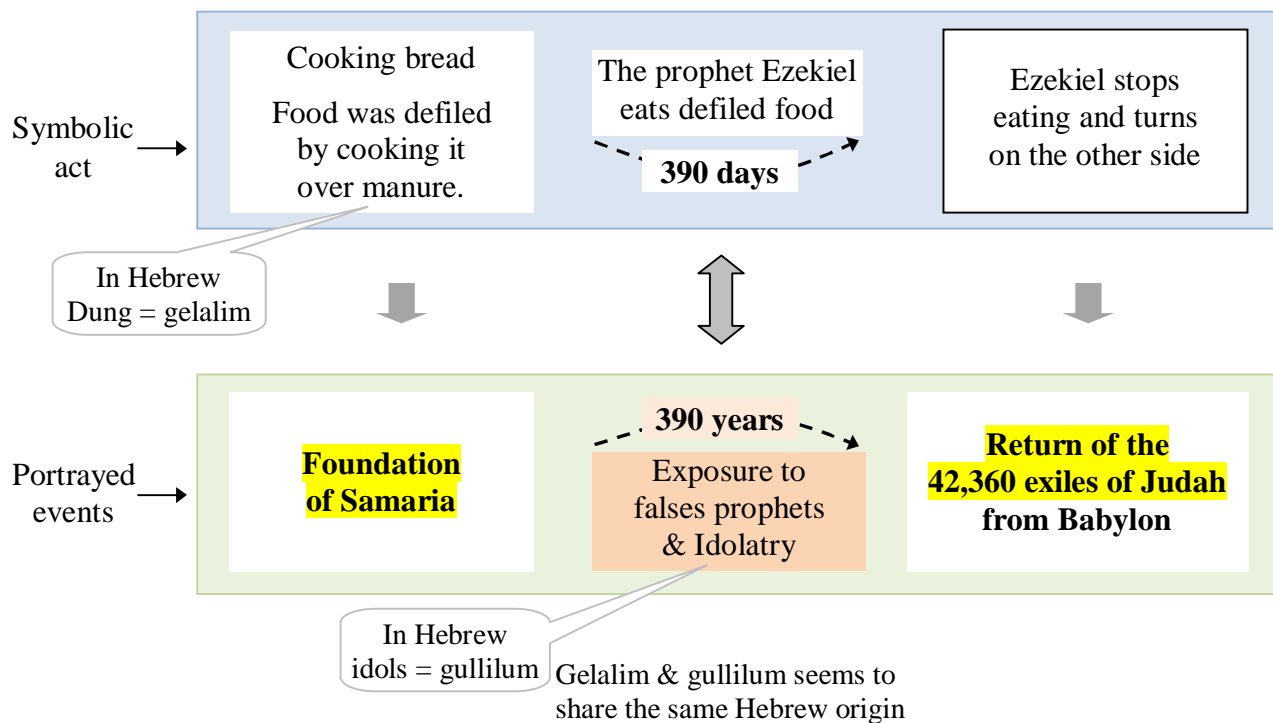 Symbolic
act
Cooking bread
Food was defiled
by cooking it
over manure.
The prophet Ezekiel
eats defiled food
390 days
Ezekiel stops
eating and turns
on the other side
In Hebrew
Dung = gelalim
Portrayed
events
Foundation
of Samaria
390 years
Exposure to
falses prophets
& Idolatry
Return of the
42,360 exiles of Judah
from Babylon
In Hebrew
idols = gullilum
Gelalim & gullilum seems to
share the same Hebrew origin